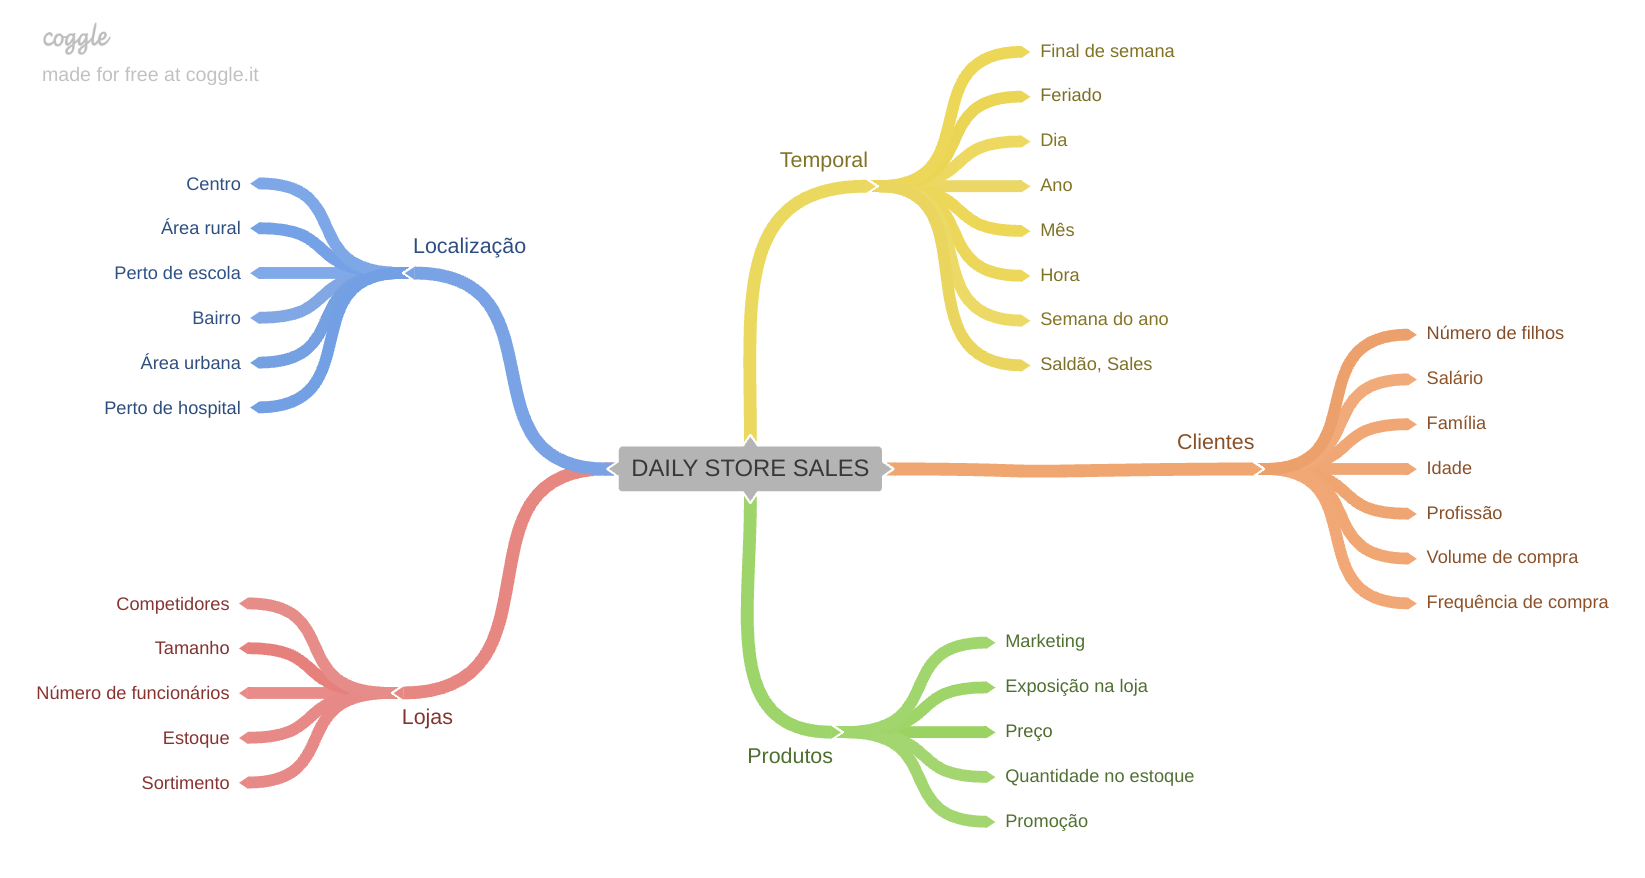 coggle
made for free at coggle.it
DAILY STORE SALES
Temporal
Final de semana
Feriado
Dia
Ano
Mês
Hora
Semana do ano
Saldão, Sales
Clientes
Número de filhos
Salário
Família
Idade
Profissão
Volume de compra
Frequência de compra
Produtos
Marketing
Exposição na loja
Preço
Quantidade no estoque
Promoção
Localização
Centro
Área rural
Perto de escola
Bairro
Área urbana
Perto de hospital
Lojas
Competidores
Tamanho
Número de funcionários
Estoque
Sortimento